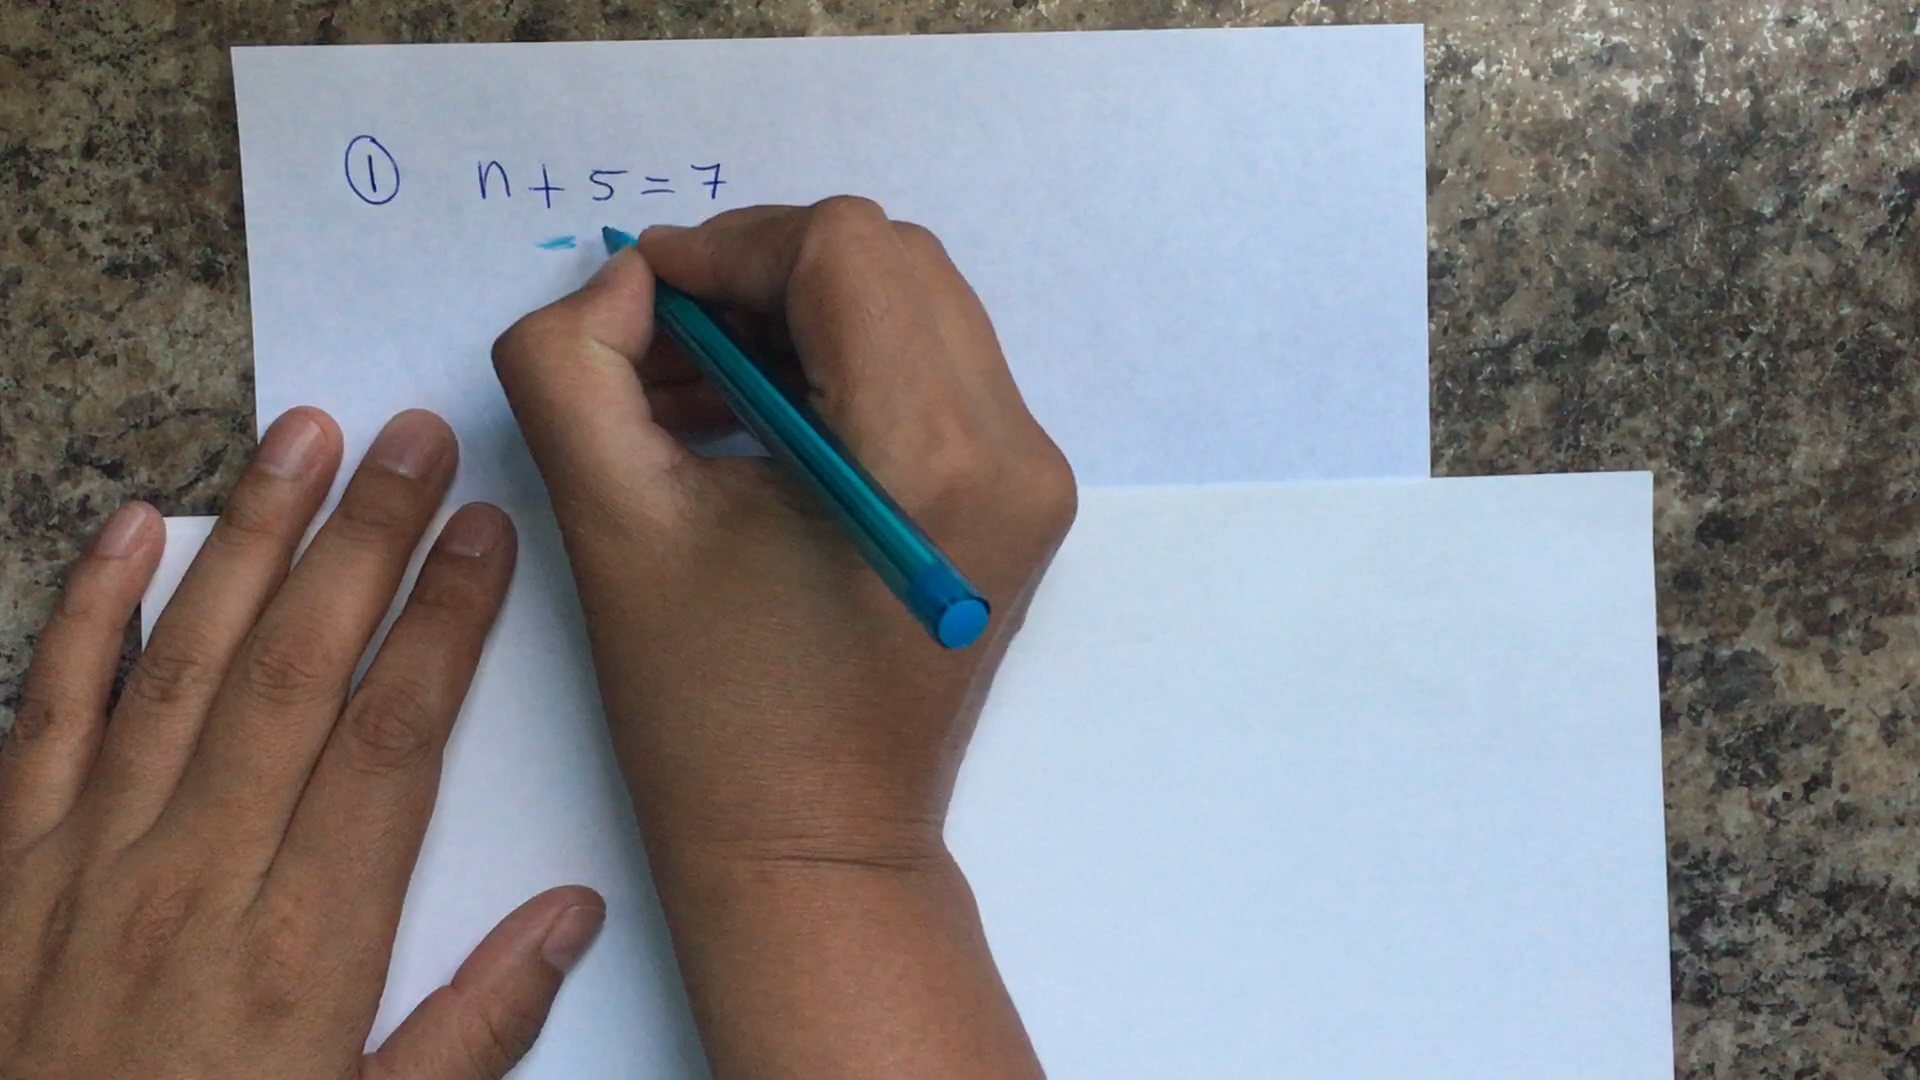 ① n + 5 = 7
-